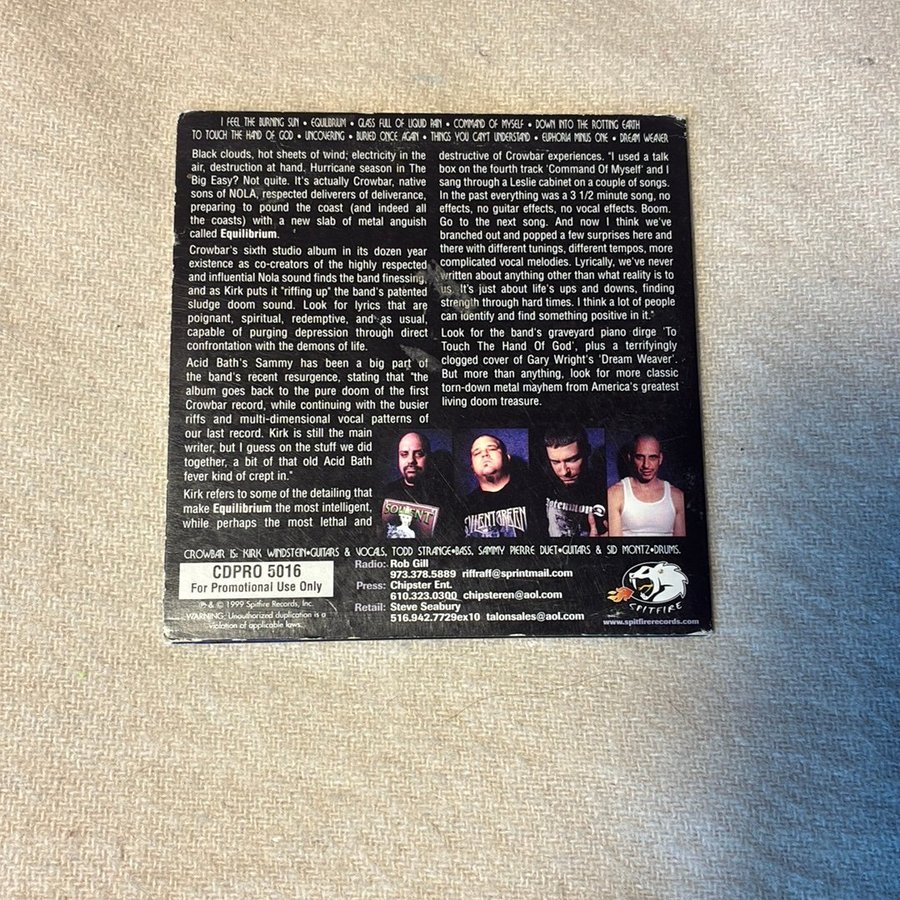 I FEEL THE BURNING SUN • EQUILIBRIUM • GLASS FULL OF LIQUID PAIN • COMMAND OF MYSELF • DOWN INTO THE ROTTING EARTH
TO TOUCH THE HAND OF GOD • UNCOVERING • BURIED ONCE AGAIN • THINGS YOU CAN'T UNDERSTAND • EUPHORIA MINUS ONE • DREAM WEAVER
Black clouds, hot sheets of wind; electricity in the
air, destruction at hand. Hurricane season in The
Big Easy? Not quite. It's actually Crowbar, native
sons of NOLA, respected deliverers of deliverance,
preparing to pound the coast (and indeed all
the coasts) with a new slab of metal anguish
called Equilibrium.
Crowbar's sixth studio album in its dozen year
existence as co-creators of the highly respected
and influential Nola sound finds the band finessing,
and as Kirk puts it "riffing up" the band's patented
sludge doom sound. Look for lyrics that are
poignant, spiritual, redemptive, and as usual,
capable of purging depression through direct
confrontation with the demons of life.
Acid Bath's Sammy has been a big part of
the band's recent resurgence, stating that "the
album goes back to the pure doom of the first
Crowbar record, while continuing with the busier
riffs and multi-dimensional vocal patterns of
our last record. Kirk is still the main
writer, but I guess on the stuff we did
together, a bit of that old Acid Bath
fever kind of crept in."
Kirk refers to some of the detailing that
make Equilibrium the most intelligent,
while perhaps the most lethal and
destructive of Crowbar experiences. "I used a talk
box on the fourth track 'Command Of Myself' and I
sang through a Leslie cabinet on a couple of songs.
In the past everything was a 3 1/2 minute song, no
effects, no guitar effects, no vocal effects. Boom.
Go to the next song. And now I think we've
branched out and popped a few surprises here and
there with different tunings, different tempos, more
complicated vocal melodies. Lyrically, we've never
written about anything other than what reality is to
us. It's just about life's ups and downs, finding
strength through hard times. I think a lot of people
can identify and find something positive in it."
Look for the band's graveyard piano dirge 'To
Touch The Hand Of God', plus a terrifyingly
clogged cover of Gary Wright's 'Dream Weaver'.
But more than anything, look for more classic
torn-down metal mayhem from America's greatest
living doom treasure.
SOILENT
SOILENT GREEN
CROWBAR IS: KIRK WINDSTEIN•GUITARS & VOCALS, TODD STRANGE•BASS, SAMMY PIERRE DUET•GUITARS & SID MONTZ•DRUMS.
CDPRO 5016
For Promotional Use Only
℗ & © 1999 Spitfire Records, Inc.
WARNING: Unauthorized duplication is a
violation of applicable laws.
Radio: Rob Gill
973.378.5889 riffraff@sprintmail.com
Press: Chipster Ent.
610.323.0300 chipsteren@aol.com
Retail: Steve Seabury
516.942.7729ex10 talonsales@aol.com
SPITFIRE
www.spitfirerecords.com